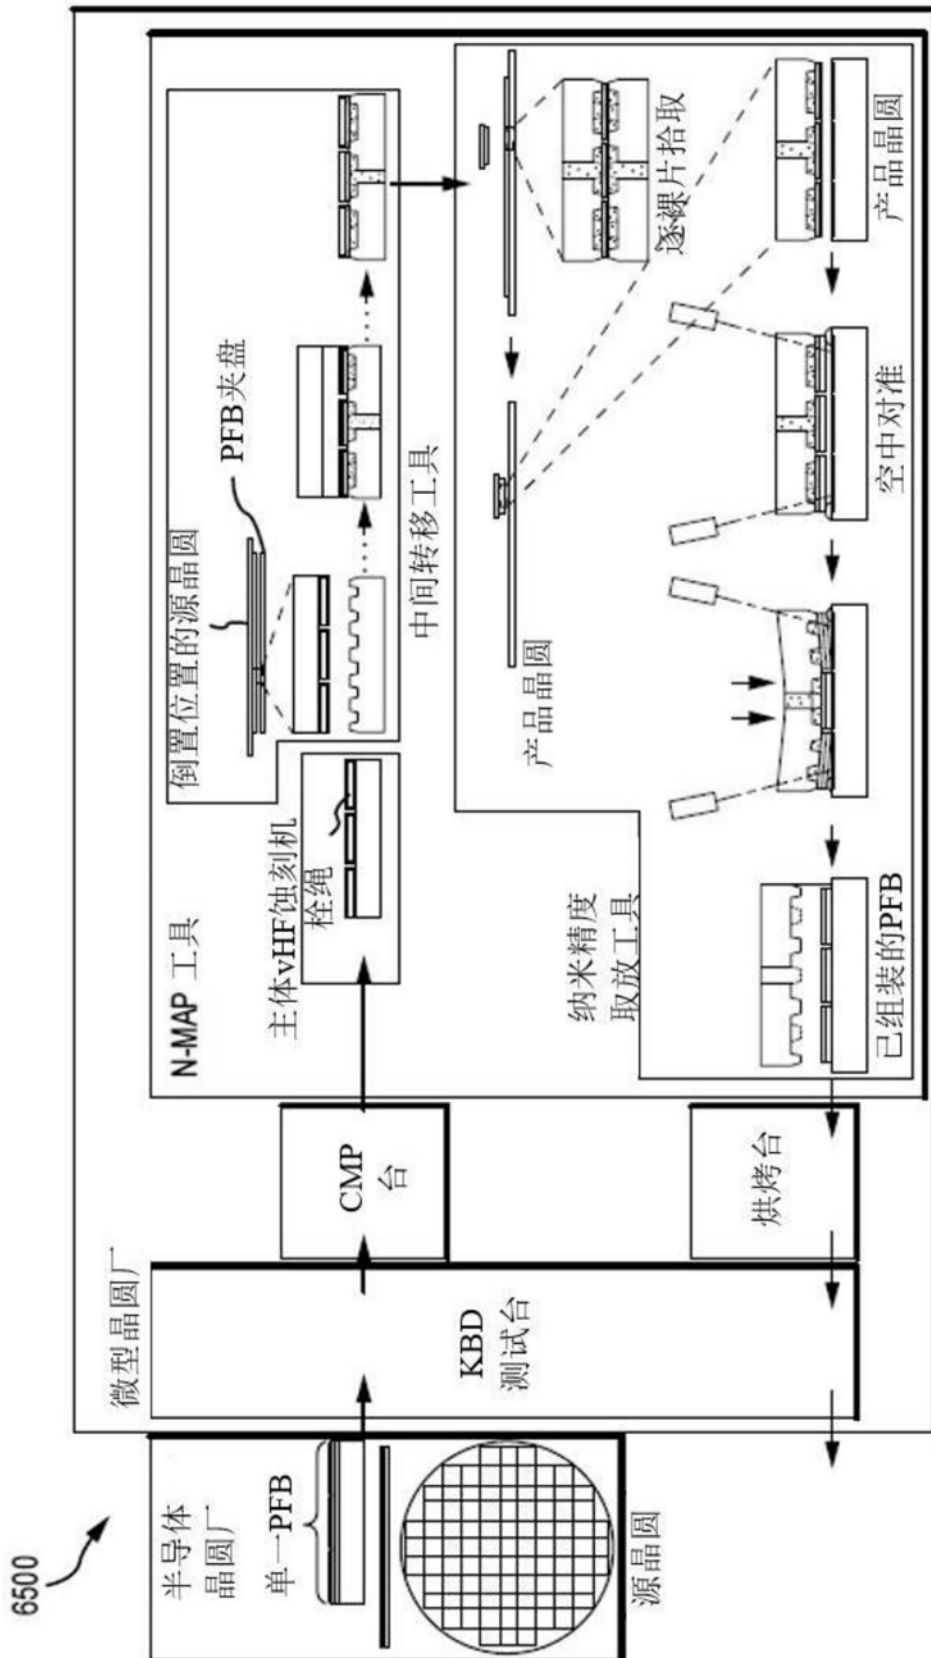 6500
半导体
晶圆厂
单一PFB
源晶圆
微型晶圆厂
KBD
测试台
CMP
台
烘烤台
N-MAP 工具
主体vHF蚀刻机
栓绳
倒置位置的源晶圆
PFB夹盘
中间转移工具
纳米精度
取放工具
产品晶圆
逐裸片拾取
产品晶圆
空中对准
已组装的PFB